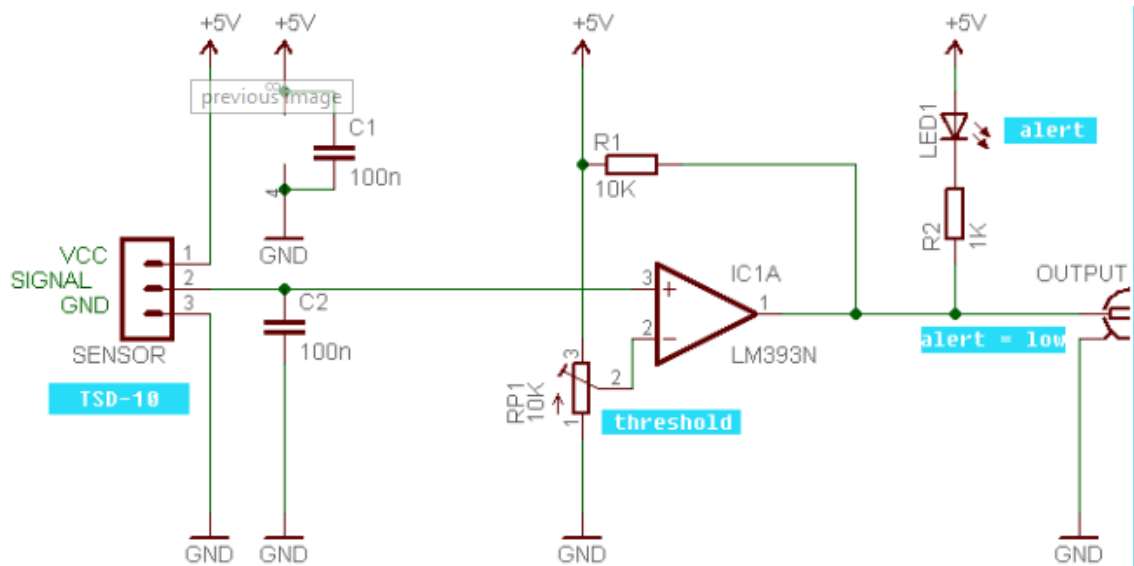 +5V
+5V
+5V
+5V
8
previous image
C1
100n
4
GND
VCC
1
SIGNAL
2
GND
3
SENSOR
TSD-10
C2
100n
GND
GND
R1
10K
3
2
1
RP1
10K
threshold
GND
3
+
2
−
IC1A
1
LM393N
LED1
alert
R2
1K
OUTPUT
alert = low
GND